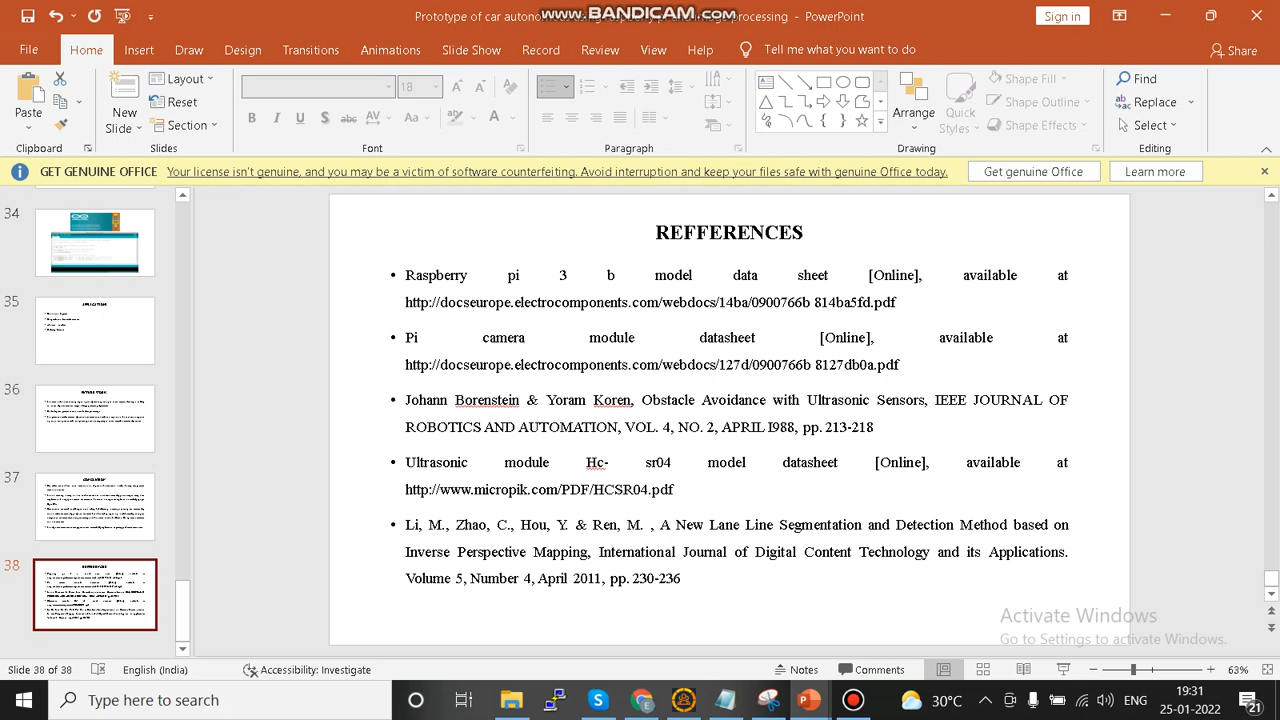 Prototype of car autono
processing - PowerPoint
www.BANDICAM.com
Sign in
File Home Insert Draw Design Transitions Animations Slide Show Record Review View Help Tell me what you want to do Share
Paste New Slide Layout Reset Section
18
Arrange Quick Styles Shape Fill Shape Outline Shape Effects
Find Replace Select
Clipboard Slides Font Paragraph Drawing Editing
GET GENUINE OFFICE Your license isn't genuine, and you may be a victim of software counterfeiting. Avoid interruption and keep your files safe with genuine Office today. Get genuine Office Learn more
34
35
36
37
38
REFFERENCES
• Raspberry pi 3 b model data sheet [Online], available at
http://docseurope.electrocomponents.com/webdocs/14ba/0900766b 814ba5fd.pdf
• Pi camera module datasheet [Online], available at
http://docseurope.electrocomponents.com/webdocs/127d/0900766b 8127db0a.pdf
• Johann Borenstein & Yoram Koren, Obstacle Avoidance with Ultrasonic Sensors, IEEE JOURNAL OF
ROBOTICS AND AUTOMATION, VOL. 4, NO. 2, APRIL I988, pp. 213-218
• Ultrasonic module Hc- sr04 model datasheet [Online], available at
http://www.micropik.com/PDF/HCSR04.pdf
• Li, M., Zhao, C., Hou, Y. & Ren, M. , A New Lane Line Segmentation and Detection Method based on
Inverse Perspective Mapping, International Journal of Digital Content Technology and its Applications.
Volume 5, Number 4, April 2011, pp. 230-236
Activate Windows
Go to Settings to activate Windows.
Slide 38 of 38 English (India) Accessibility: Investigate Notes Comments 63%
Type here to search 30°C ENG 19:31
25-01-2022
21